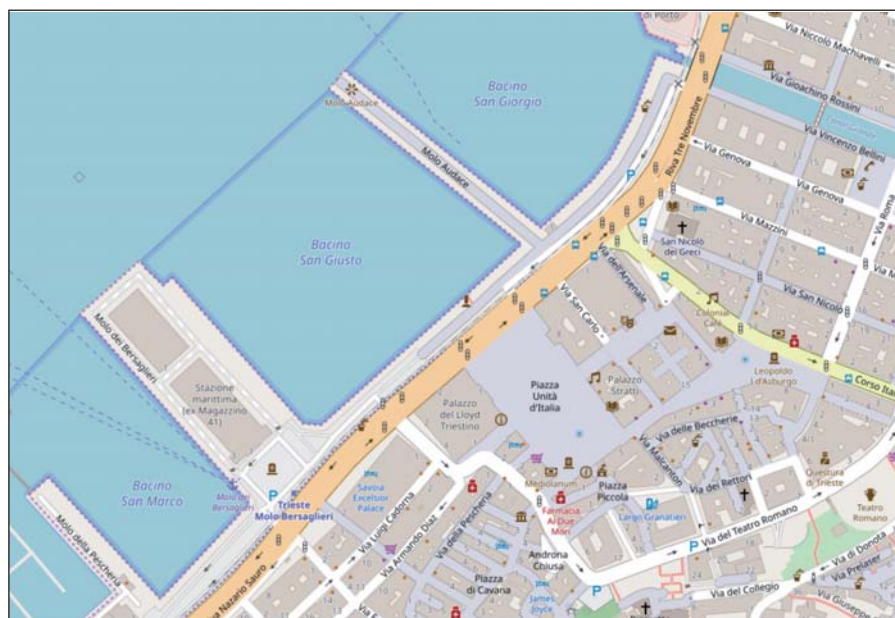 di Porto
Via Niccolò Machiavelli
Bacino
San Giorgio
Molo Audace
Via Gioachino Rossini
Canal Grande
Via Vincenzo Bellini
Molo Audace
Riva Tre Novembre
Via Genova
Via Genova
Via Roma
P
Via Mazzini
San Nicolò
dei Greci
Bacino
San Giusto
Via dell'Arsenale
Via San Nicolò
Via San Carlo
Colonial
Café
Molo dei Bersaglieri
Stazione
marittima
(ex Magazzino
41)
Piazza
Unità
d'Italia
Palazzo
Stratti
Leopoldo
I d'Asburgo
Corso Ital
Palazzo
del Lloyd
Triestino
Via delle Beccherie
Via Malcanton
Bacino
San Marco
Molo dei
Bersaglieri
P
Trieste
Molo Bersaglieri
Savoia
Excelsior
Palace
Mediolanum
Piazza
Piccola
Via dei Rettori
Questura
di Trieste
Teatro
Romano
Farmacia
Ai Due
Mori
Largo Granatieri
Via Luigi Cadorna
Via Armando Diaz
Via della Pescheria
Via del Teatro Romano
P
Molo della Pescheria
Androna
Chiusa
Via di Donota
Via Prelaser
P
Piazza
di Cavana
James
Joyce
Via del Collegio
Via Giuseppe
a Nazario Sauro